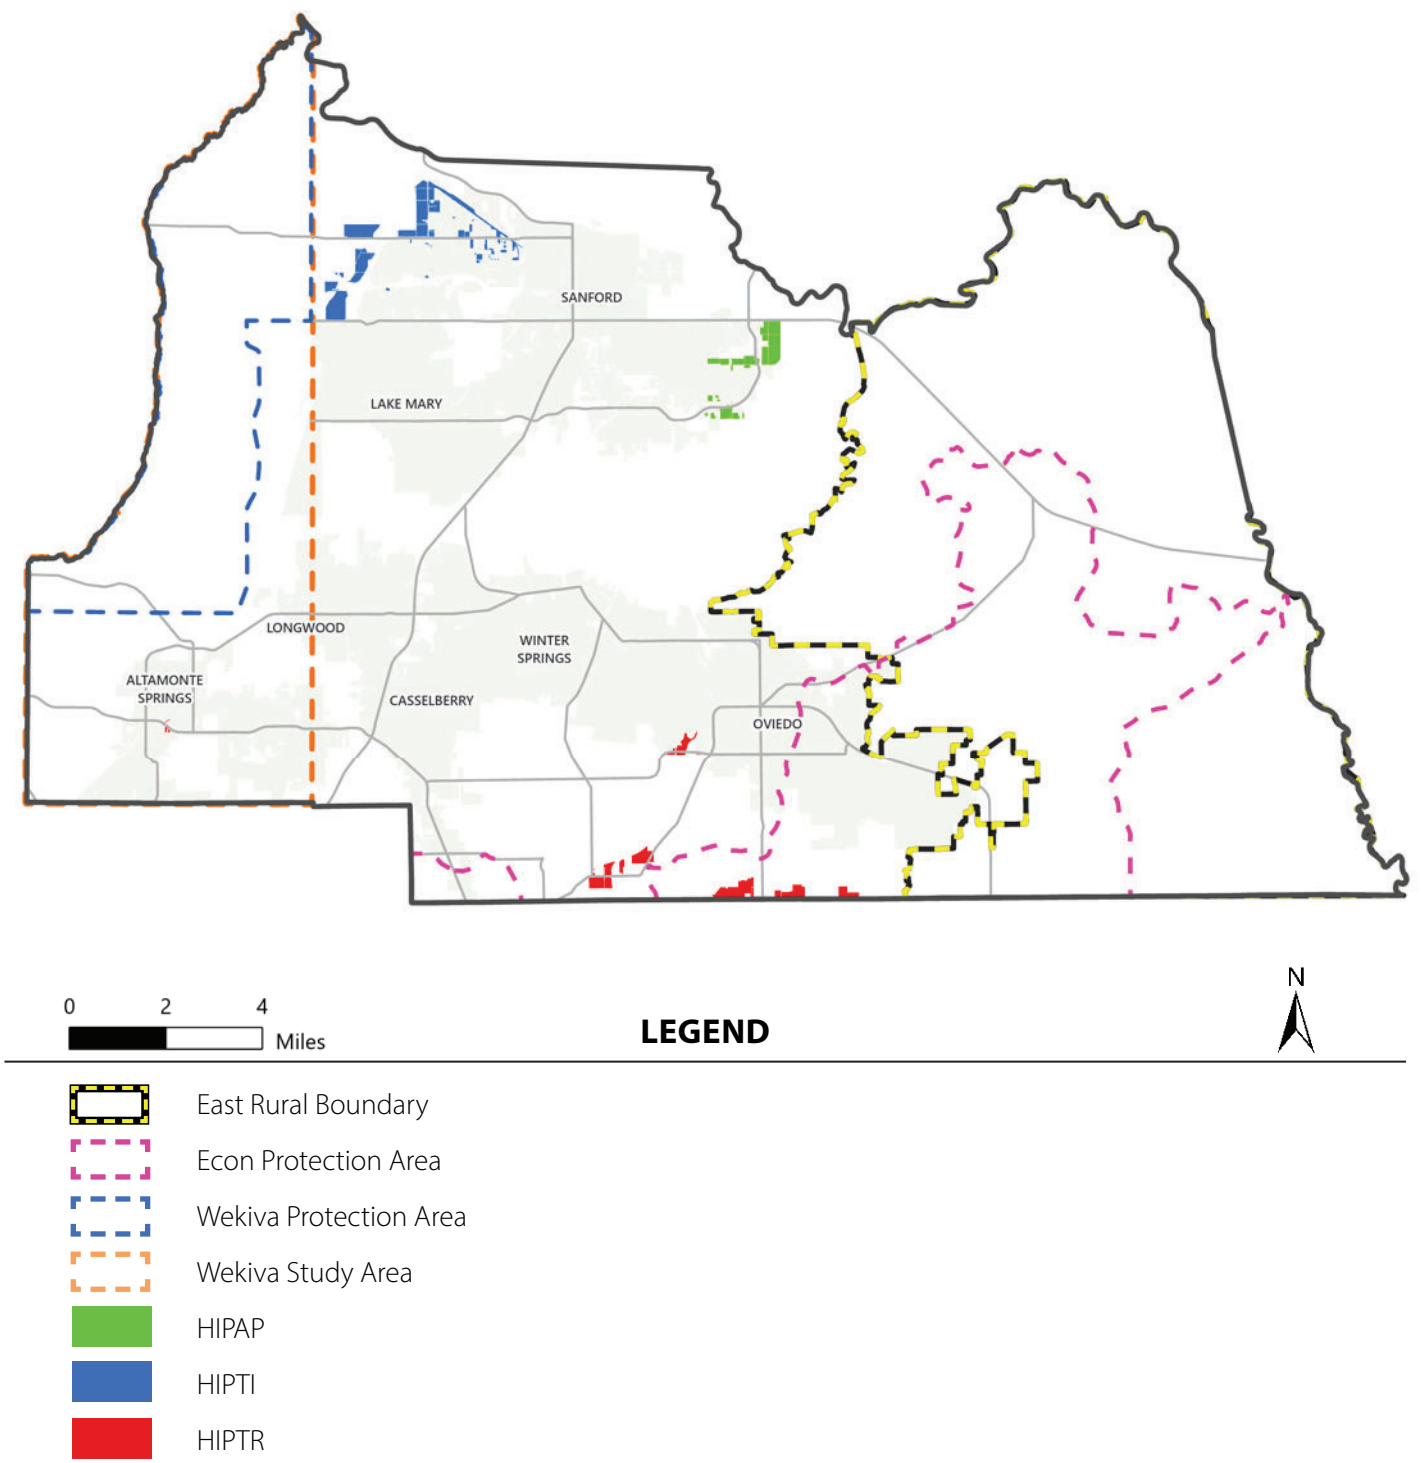 SANFORD
LAKE MARY
LONGWOOD
WINTER
SPRINGS
ALTAMONTE
SPRINGS
CASSELBERRY
OVIEDO
0 2 4
Miles
LEGEND
N
East Rural Boundary
Econ Protection Area
Wekiva Protection Area
Wekiva Study Area
HIPAP
HIPTI
HIPTR